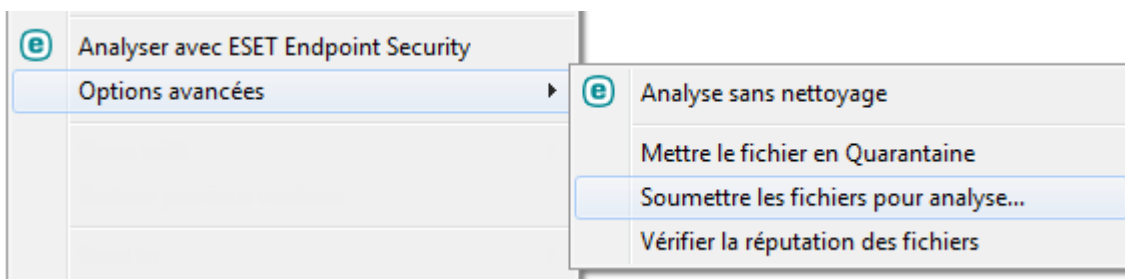 Analyser avec ESET Endpoint Security
Options avancées
Analyse sans nettoyage
Mettre le fichier en Quarantaine
Soumettre les fichiers pour analyse...
Vérifier la réputation des fichiers